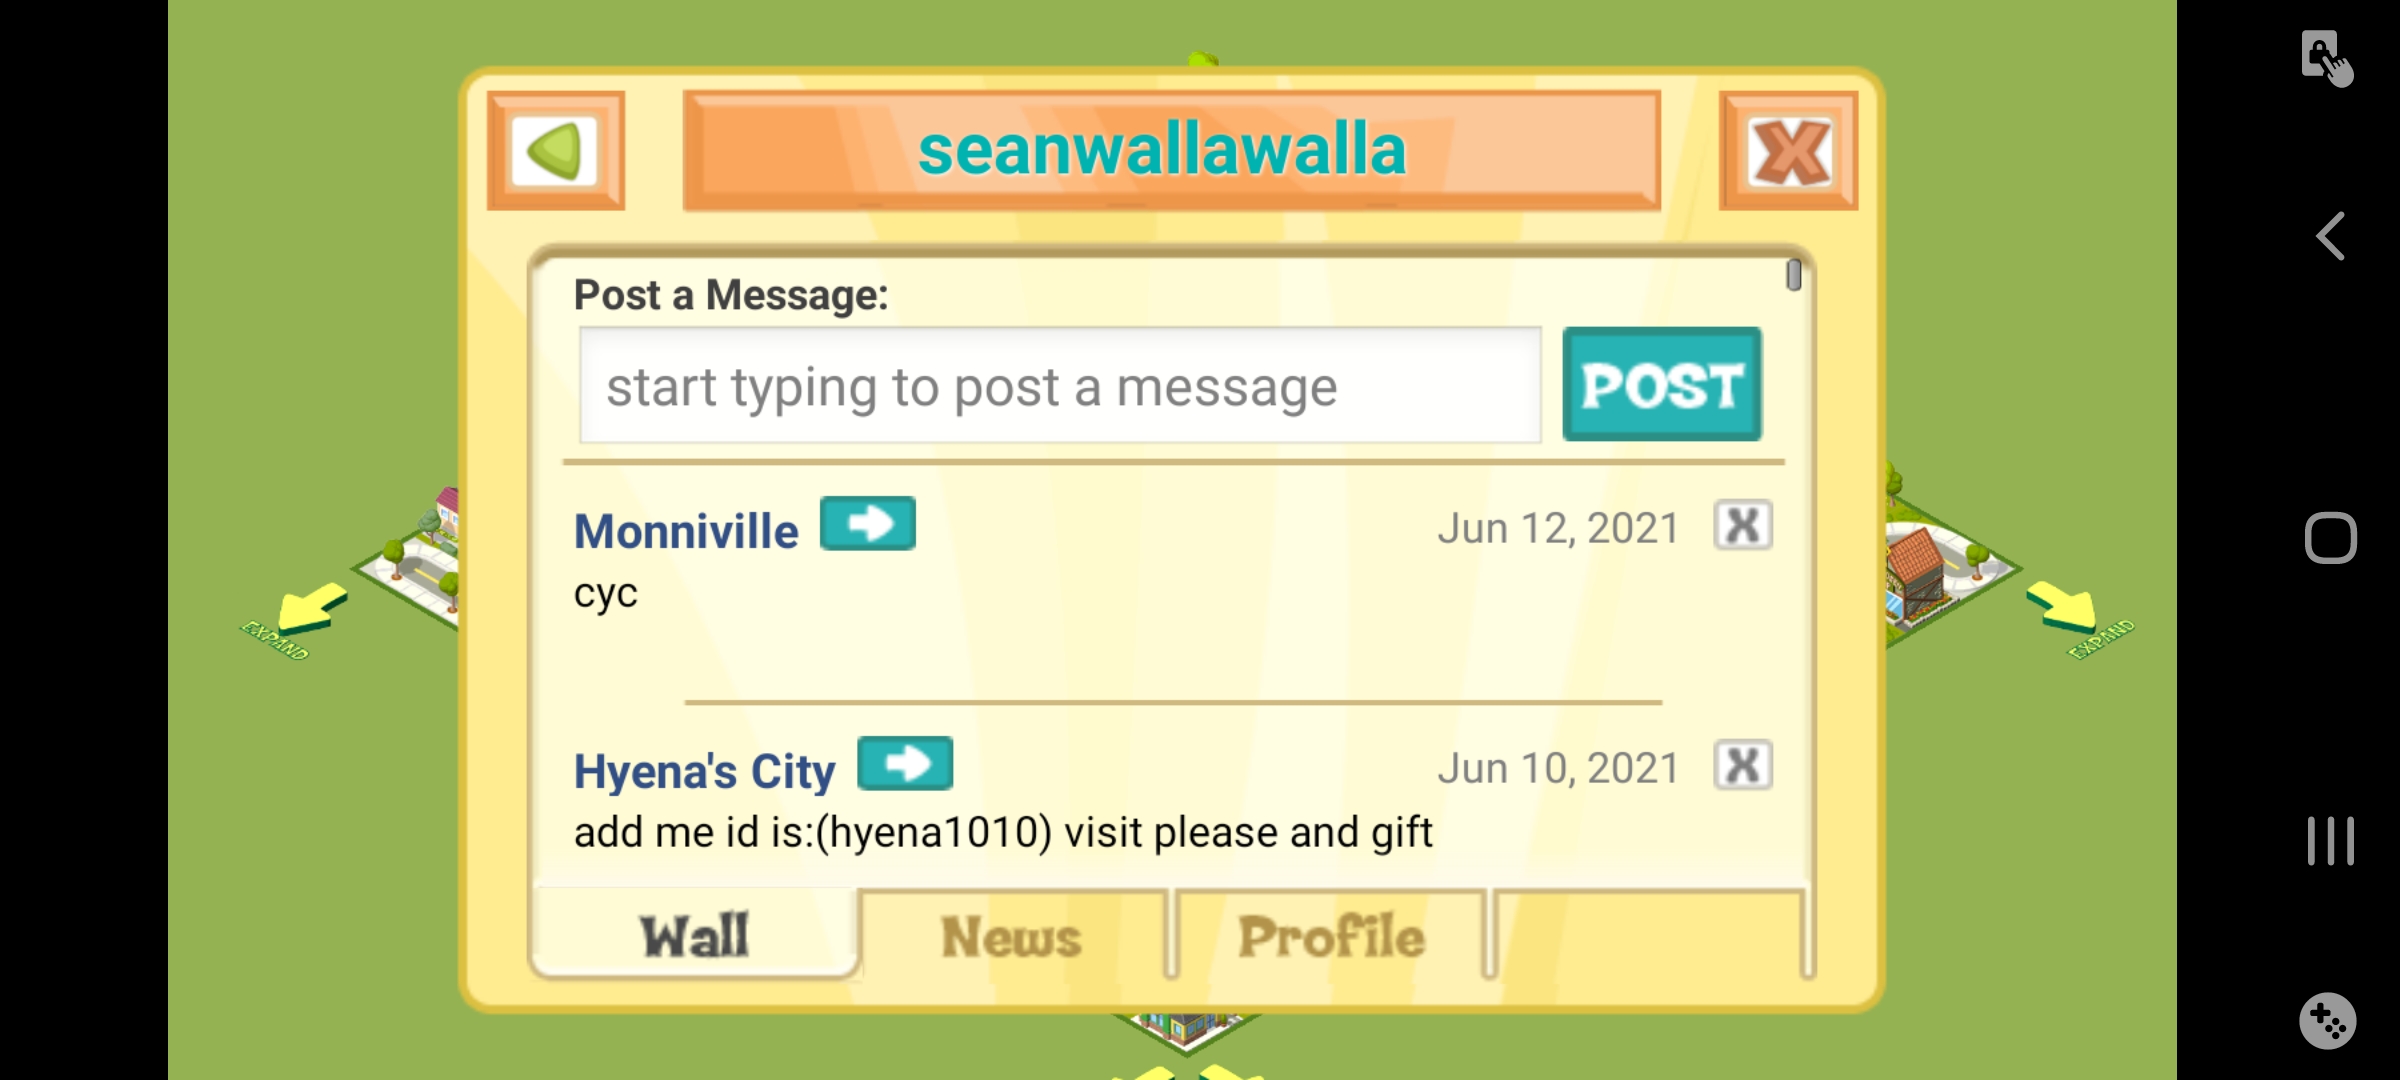 seanwallawalla
Post a Message:
start typing to post a message
POST
Monniville
Jun 12, 2021
X
cyc
Hyena's City
Jun 10, 2021
X
add me id is:(hyena1010) visit please and gift
EXPAND
EXPAND
Wall
News
Profile